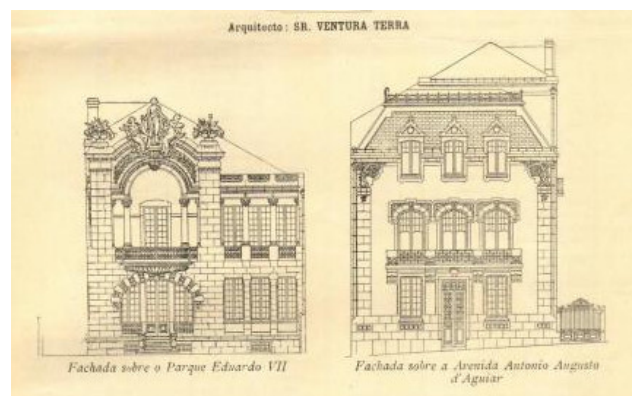 Arquitecto: SR. VENTURA TERRA
Fachada sobre o Parque Eduardo VII
Fachada sobre a Avenida Antonio Augusto
d'Aguiar